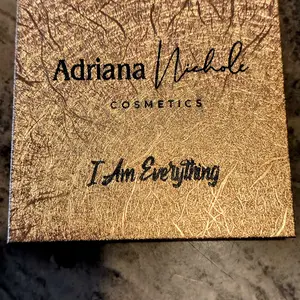 Adriana Nichole
COSMETICS
I Am Everything